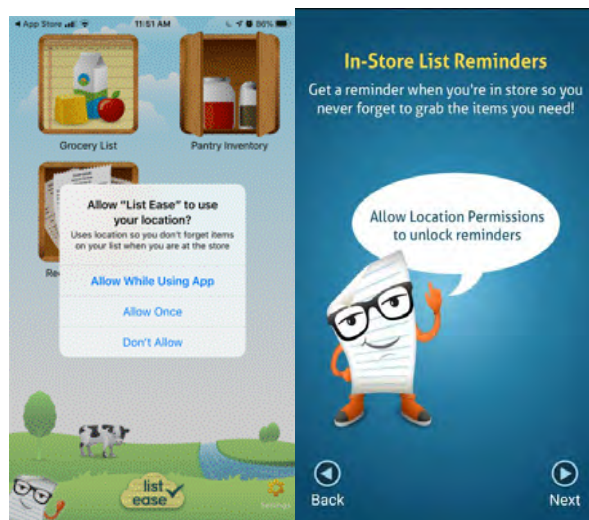 App Store
11:51 AM
86%
Grocery List
Pantry Inventory
Allow "List Ease" to use
your location?
Uses location so you don't forget items
on your list when you are at the store
Re
Allow While Using App
Allow Once
Don't Allow
list
ease
Settings
In-Store List Reminders
Get a reminder when you're in store so you
never forget to grab the items you need!
Allow Location Permissions
to unlock reminders
Back
Next